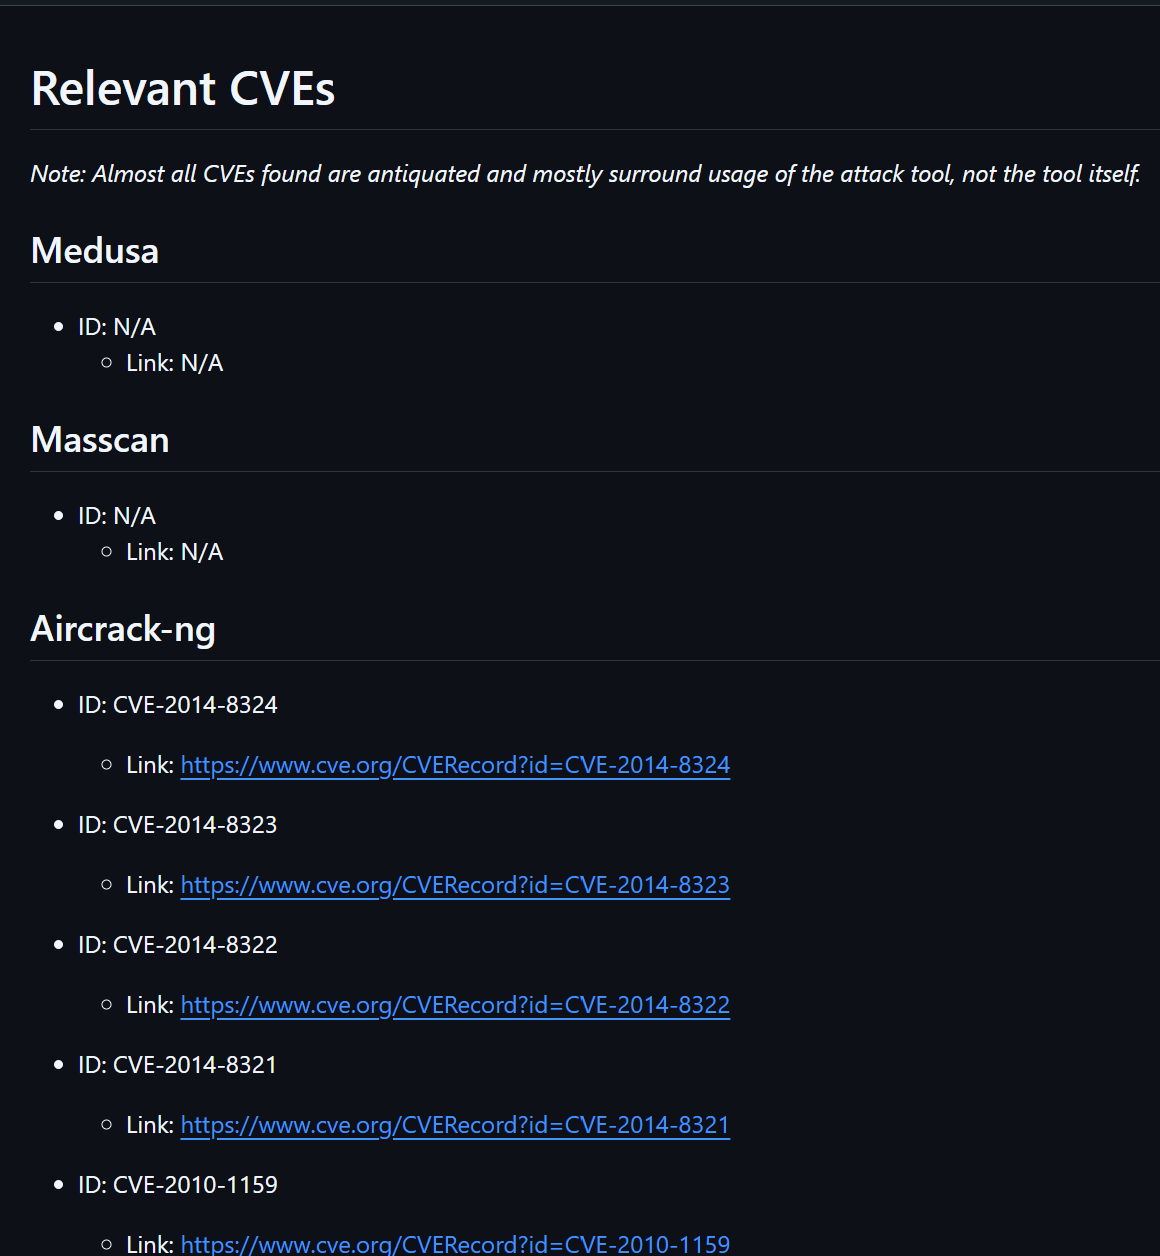 Relevant CVEs
Note: Almost all CVEs found are antiquated and mostly surround usage of the attack tool, not the tool itself.
Medusa
ID: N/A
Link: N/A
Masscan
ID: N/A
Link: N/A
Aircrack-ng
ID: CVE-2014-8324
Link: https://www.cve.org/CVERecord?id=CVE-2014-8324
ID: CVE-2014-8323
Link: https://www.cve.org/CVERecord?id=CVE-2014-8323
ID: CVE-2014-8322
Link: https://www.cve.org/CVERecord?id=CVE-2014-8322
ID: CVE-2014-8321
Link: https://www.cve.org/CVERecord?id=CVE-2014-8321
ID: CVE-2010-1159
Link: https://www.cve.org/CVERecord?id=CVE-2010-1159